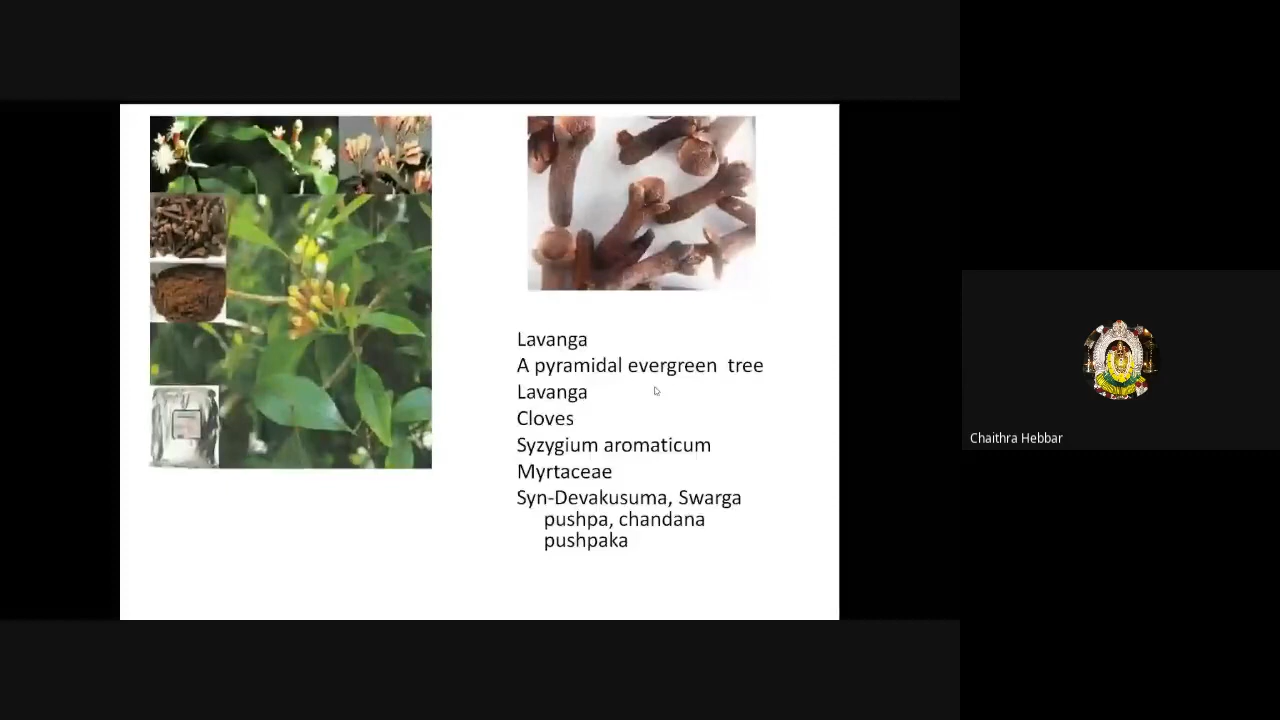 Lavanga
A pyramidal evergreen tree
Lavanga
Cloves
Syzygium aromaticum
Myrtaceae
Syn-Devakusuma, Swarga
pushpa, chandana
pushpaka
Chaithra Hebbar